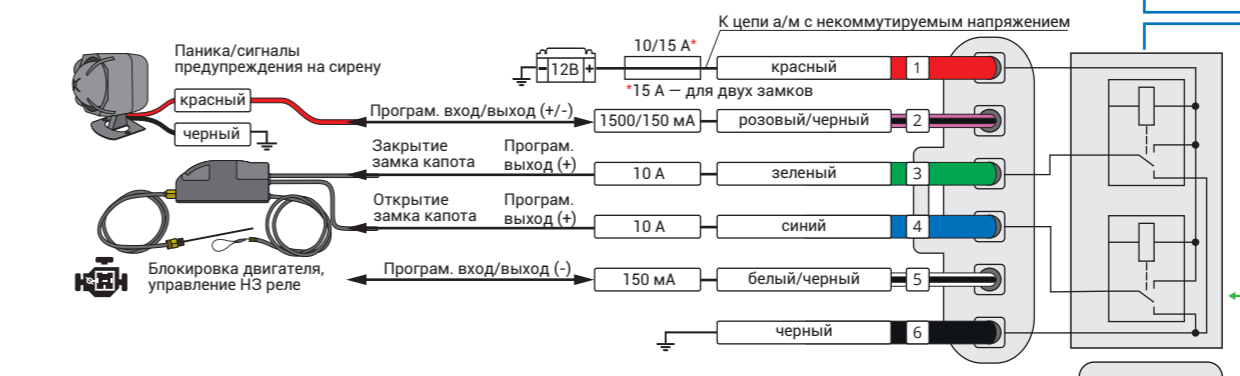 К цепи а/м с некоммутируемым напряжением
Паника/сигналы
предупреждения на сирену
10/15 А*
- 12В +
красный 1
*15 А — для двух замков
красный
черный
Програм. вход/выход (+/-) 1500/150 мА розовый/черный 2
Закрытие
замка капота
Програм.
выход (+)
10 А зеленый 3
Открытие
замка капота
Програм.
выход (+)
10 А синий 4
Блокировка двигателя,
управление НЗ реле
Програм. вход/выход (-) 150 мА белый/черный 5
черный 6